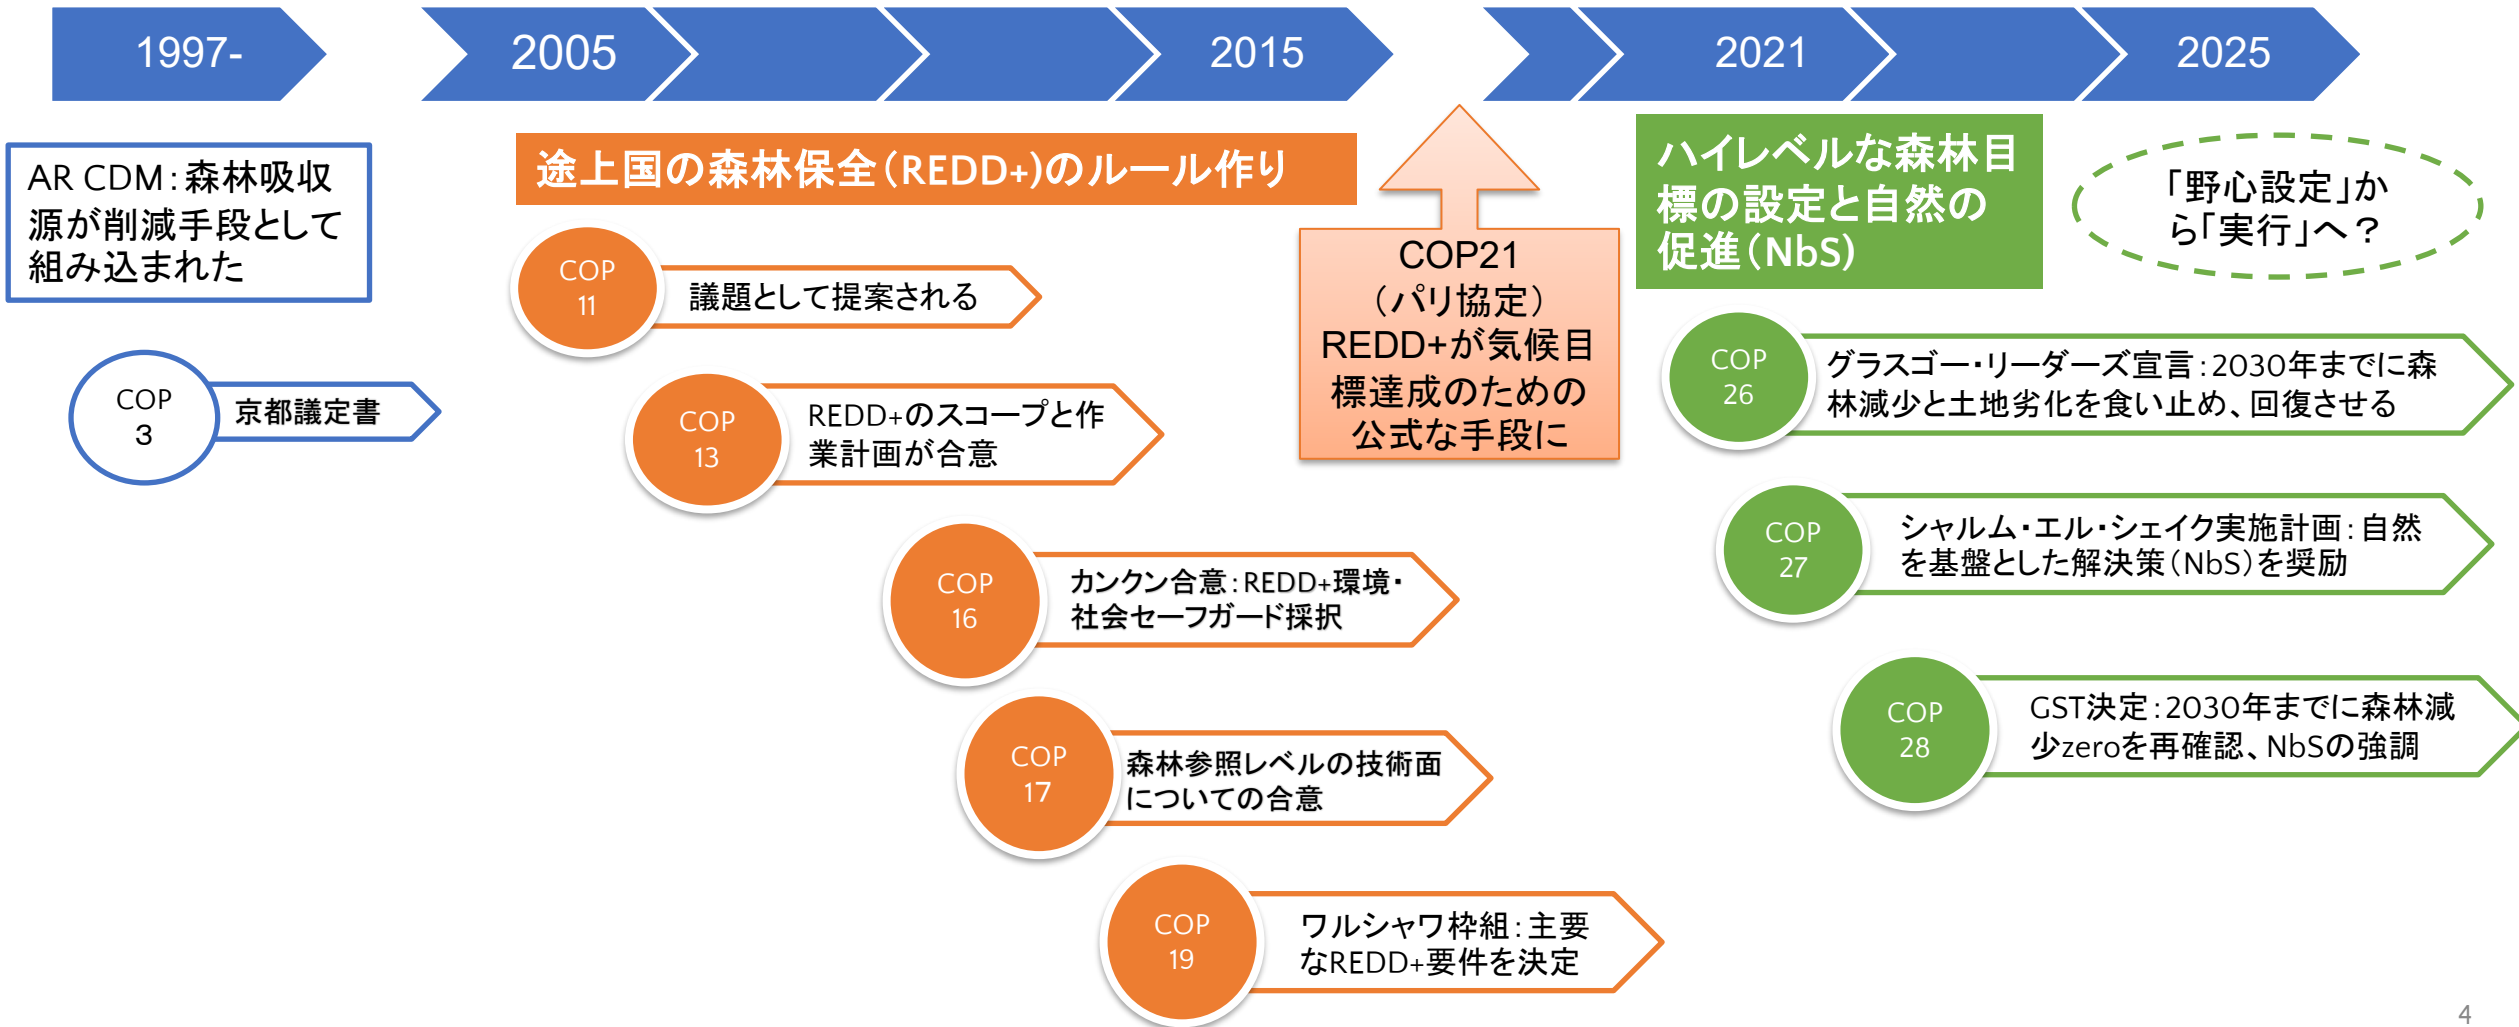 1997-
2005
2015
2021
2025
AR CDM：森林吸収
源が削減手段として
組み込まれた
COP
3
京都議定書
途上国の森林保全（REDD+)のルール作り
COP
11
議題として提案される
COP
13
REDD+のスコープと作
業計画が合意
COP
16
カンクン合意：REDD+環境・
社会セーフガード採択
COP
17
森林参照レベルの技術面
についての合意
COP
19
ワルシャワ枠組：主要
なREDD+要件を決定
COP21
（パリ協定）
REDD+が気候目
標達成のための
公式な手段に
ハイレベルな森林目
標の設定と自然の
促進（NbS）
「野心設定」か
ら「実行」へ？
COP
26
グラスゴー・リーダーズ宣言：2030年までに森
林減少と土地劣化を食い止め、回復させる
COP
27
シャルム・エル・シェイク実施計画：自然
を基盤とした解決策（NbS）を奨励
COP
28
GST決定：2030年までに森林減
少zeroを再確認、NbSの強調
4